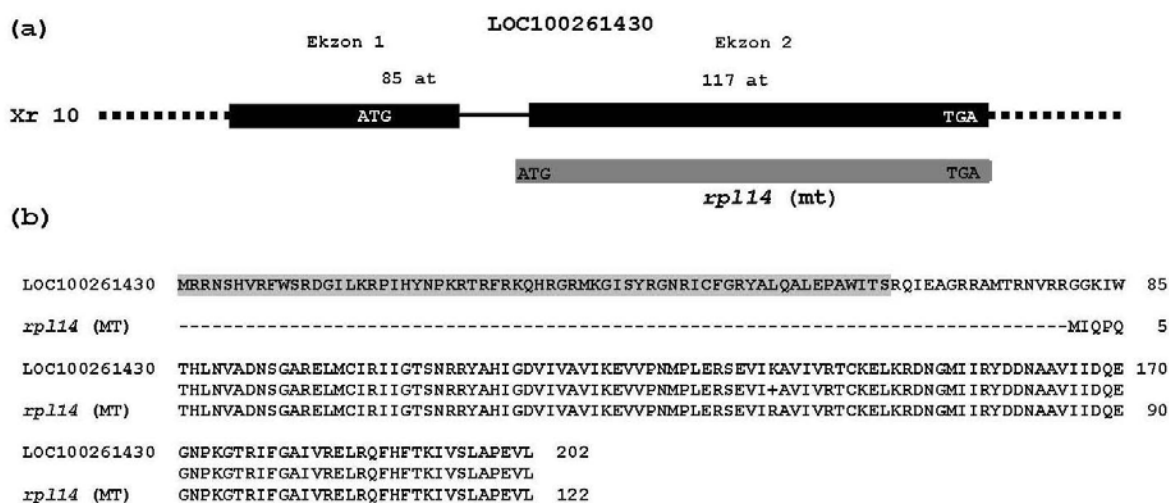 (a)
LOC100261430
Ekzon 1
Ekzon 2
85 at
117 at
Xr 10
ATG
TGA
ATG
TGA
rpl14 (mt)
(b)
LOC100261430 MRRNSHVRFWSRDGILKRPIHYNPKRTRFRKQHRGRMKGISYRGNRICFGRYALQALEPAWITSRQIEAGRRAMTRNVRRGGKIW 85
rpl14 (MT) -------------------------------------------------------------------------------MIQPQ 5
LOC100261430 THLNVADNSGARELMCIRIIGTSNRRYAHIGDVIVAVIKEVVPNMPLERSEVIKAVIVRTCKELKRDNGMIIRYDDNAAVIIDQE 170
THLNVADNSGARELMCIRIIGTSNRRYAHIGDVIVAVIKEVVPNMPLERSEVI+AVIVRTCKELKRDNGMIIRYDDNAAVIIDQE
rpl14 (MT) THLNVADNSGARELMCIRIIGTSNRRYAHIGDVIVAVIKEVVPNMPLERSEVIRAVIVRTCKELKRDNGMIIRYDDNAAVIIDQE 90
LOC100261430 GNPKGTRIFGAIVRELRQFHFTKIVSLAPEVL 202
GNPKGTRIFGAIVRELRQFHFTKIVSLAPEVL
rpl14 (MT) GNPKGTRIFGAIVRELRQFHFTKIVSLAPEVL 122